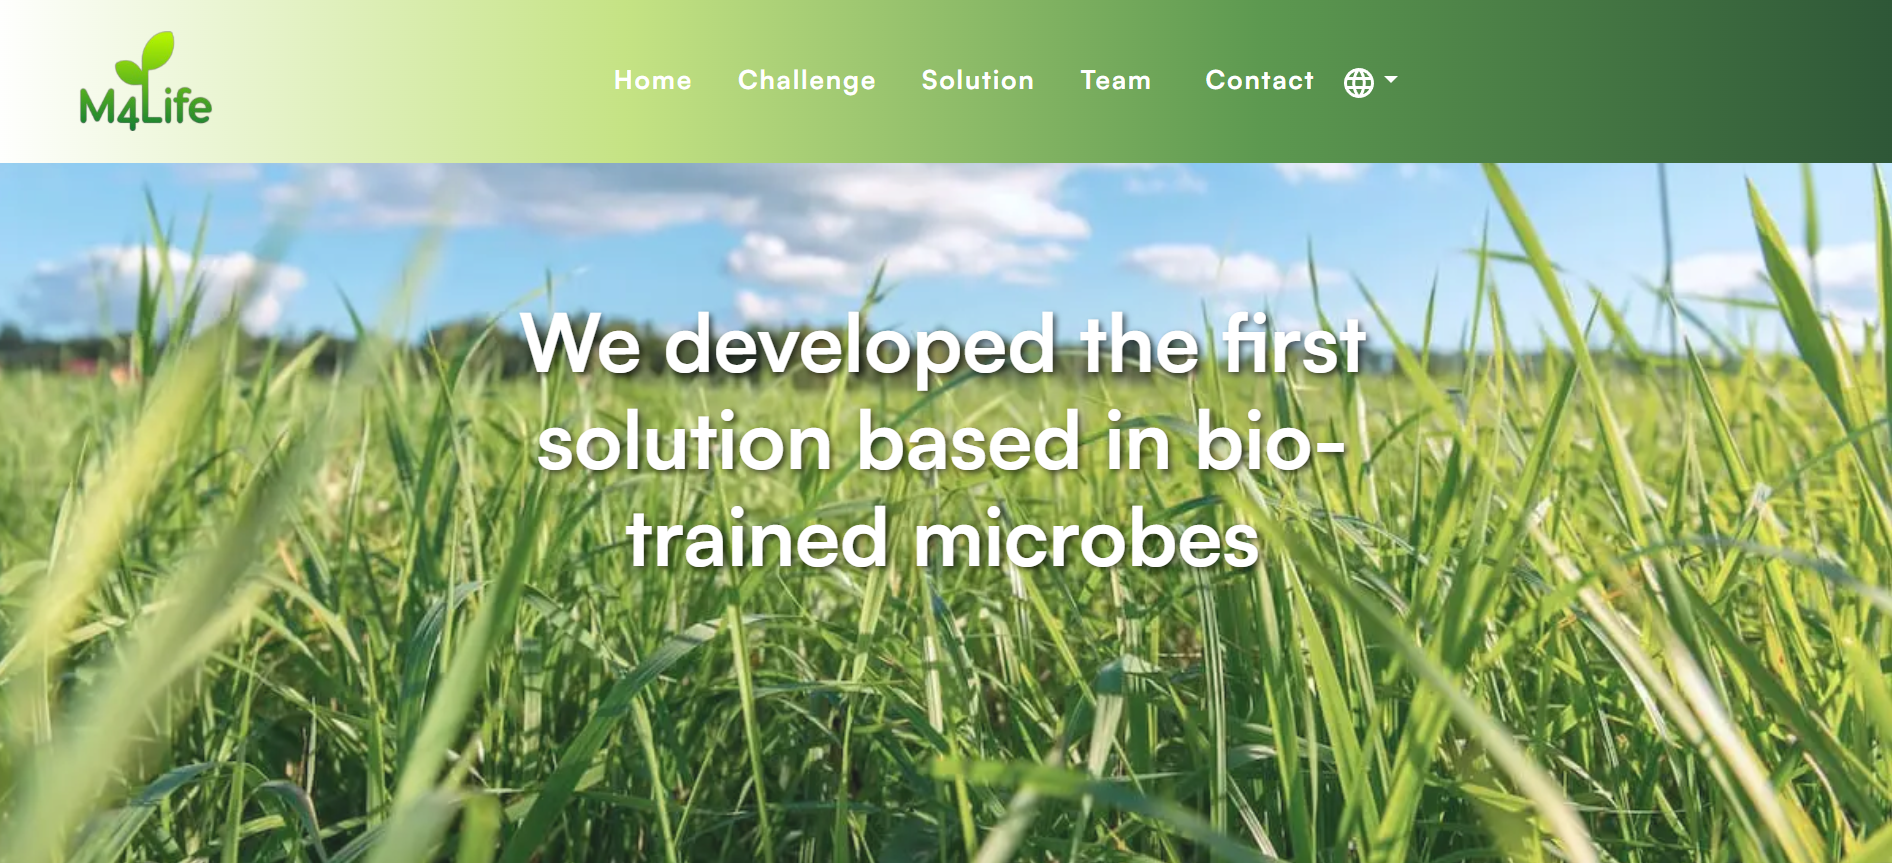 M4Life
Home Challenge Solution Team Contact
We developed the first
solution based in bio-
trained microbes